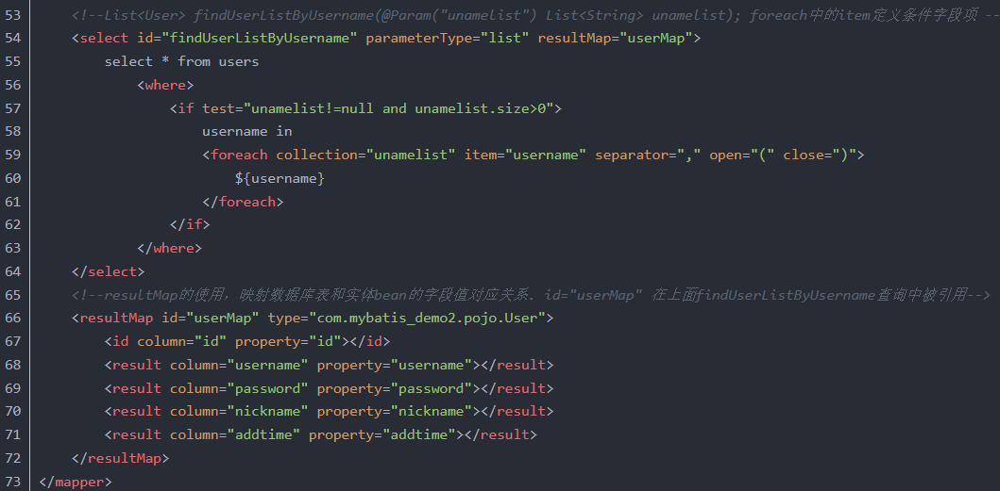 53 <!--List<User> findUserListByUsername(@Param("unamelist") List<String> unamelist); foreach中的item定义条件字段项 --
54 <select id="findUserListByUsername" parameterType="list" resultMap="userMap">
55 select * from users
56 <where>
57 <if test="unamelist!=null and unamelist.size>0">
58 username in
59 <foreach collection="unamelist" item="username" separator="," open="(" close=")">
60 ${username}
61 </foreach>
62 </if>
63 </where>
64 </select>
65 <!--resultMap的使用，映射数据库表和实体bean的字段值对应关系. id="userMap" 在上面findUserListByUsername查询中被引用-->
66 <resultMap id="userMap" type="com.mybatis_demo2.pojo.User">
67 <id column="id" property="id"></id>
68 <result column="username" property="username"></result>
69 <result column="password" property="password"></result>
70 <result column="nickname" property="nickname"></result>
71 <result column="addtime" property="addtime"></result>
72 </resultMap>
73 </mapper>